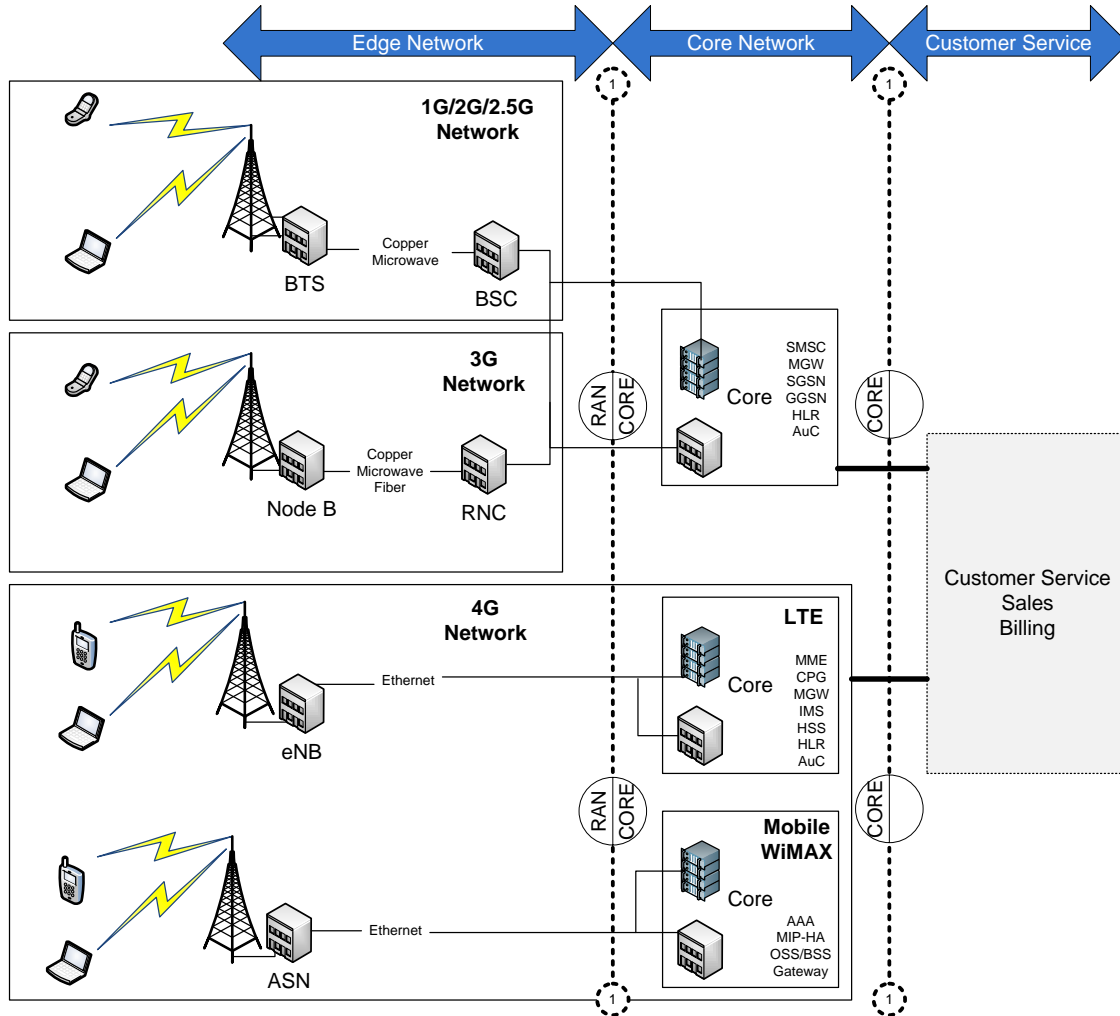 Edge Network
Core Network
Customer Service
1
1
1G/2G/2.5G
Network
Copper
Microwave
BTS
BSC
3G
Network
Copper
Microwave
Fiber
Node B
RNC
RAN
CORE
Core
SMSC
MGW
SGSN
GGSN
HLR
AuC
CORE
Customer Service
Sales
Billing
4G
Network
Ethernet
eNB
LTE
Core
MME
CPG
MGW
IMS
HSS
HLR
AuC
RAN
CORE
CORE
Ethernet
ASN
Mobile
WiMAX
Core
AAA
MIP-HA
OSS/BSS
Gateway
1
1